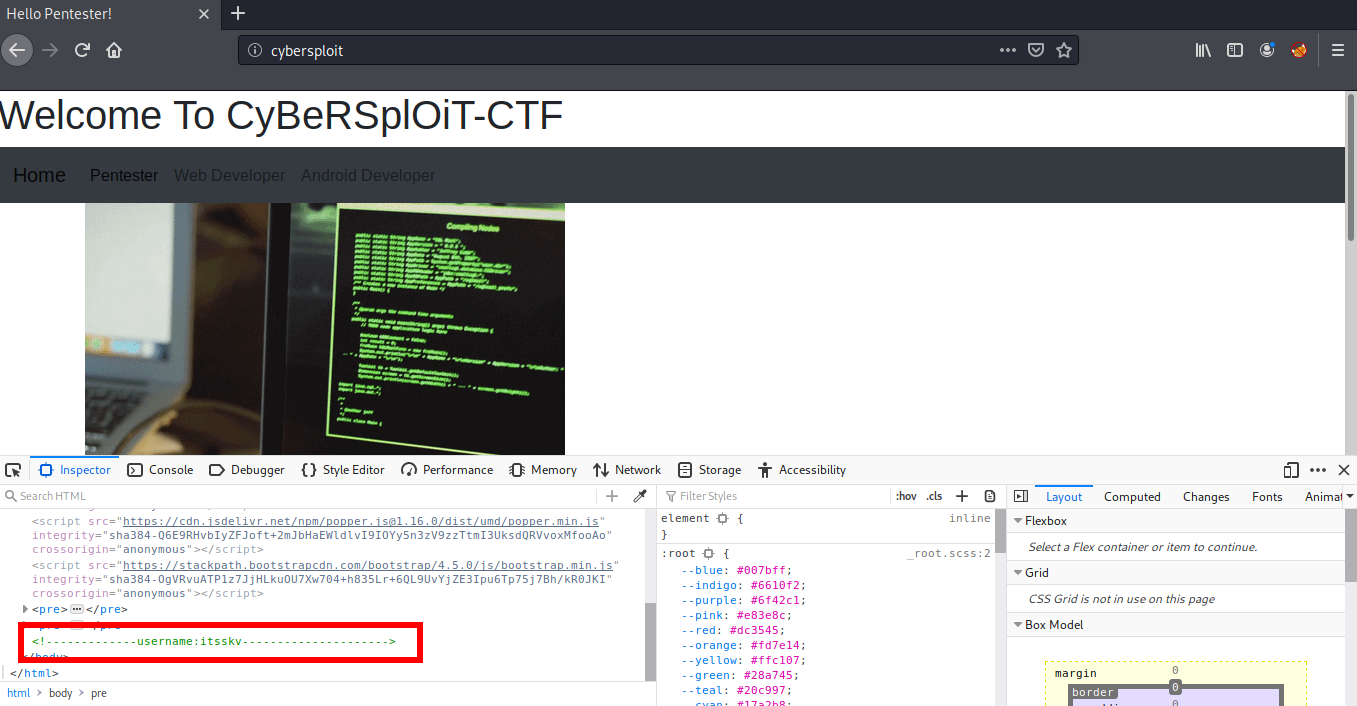 Hello Pentester!
cybersploit
Welcome To CyBeRSplOiT-CTF
Home Pentester Web Developer Android Developer
Compiling Nodes
Inspector Console Debugger Style Editor Performance Memory Network Storage Accessibility
Search HTML
<script src="https://cdn.jsdelivr.net/npm/popper.js@1.16.0/dist/umd/popper.min.js"
integrity="sha384-Q6E9RHvbIyZFJoft+2mJbHaEWldlvI9IOYy5n3zV9zzTtmI3UksdQRVvoxMfooAo"
crossorigin="anonymous"></script>
<script src="https://stackpath.bootstrapcdn.com/bootstrap/4.5.0/js/bootstrap.min.js"
integrity="sha384-OgVRvuATP1z7JjHLkuOU7Xw704+h835Lr+6QL9UvYjZE3Ipu6Tp75j7Bh/kR0JKI"
crossorigin="anonymous"></script>
<pre></pre>
<!-------------username:itsskv--------------------->
</body>
</html>
html > body > pre
Filter Styles :hov .cls
element { inline
}
:root { _root.scss:2
--blue: #007bff;
--indigo: #6610f2;
--purple: #6f42c1;
--pink: #e83e8c;
--red: #dc3545;
--orange: #fd7e14;
--yellow: #ffc107;
--green: #28a745;
--teal: #20c997;
--cyan: #17a2b8;
Layout Computed Changes Fonts Animat
Flexbox
Select a Flex container or item to continue.
Grid
CSS Grid is not in use on this page
Box Model
margin 0
border 0
0